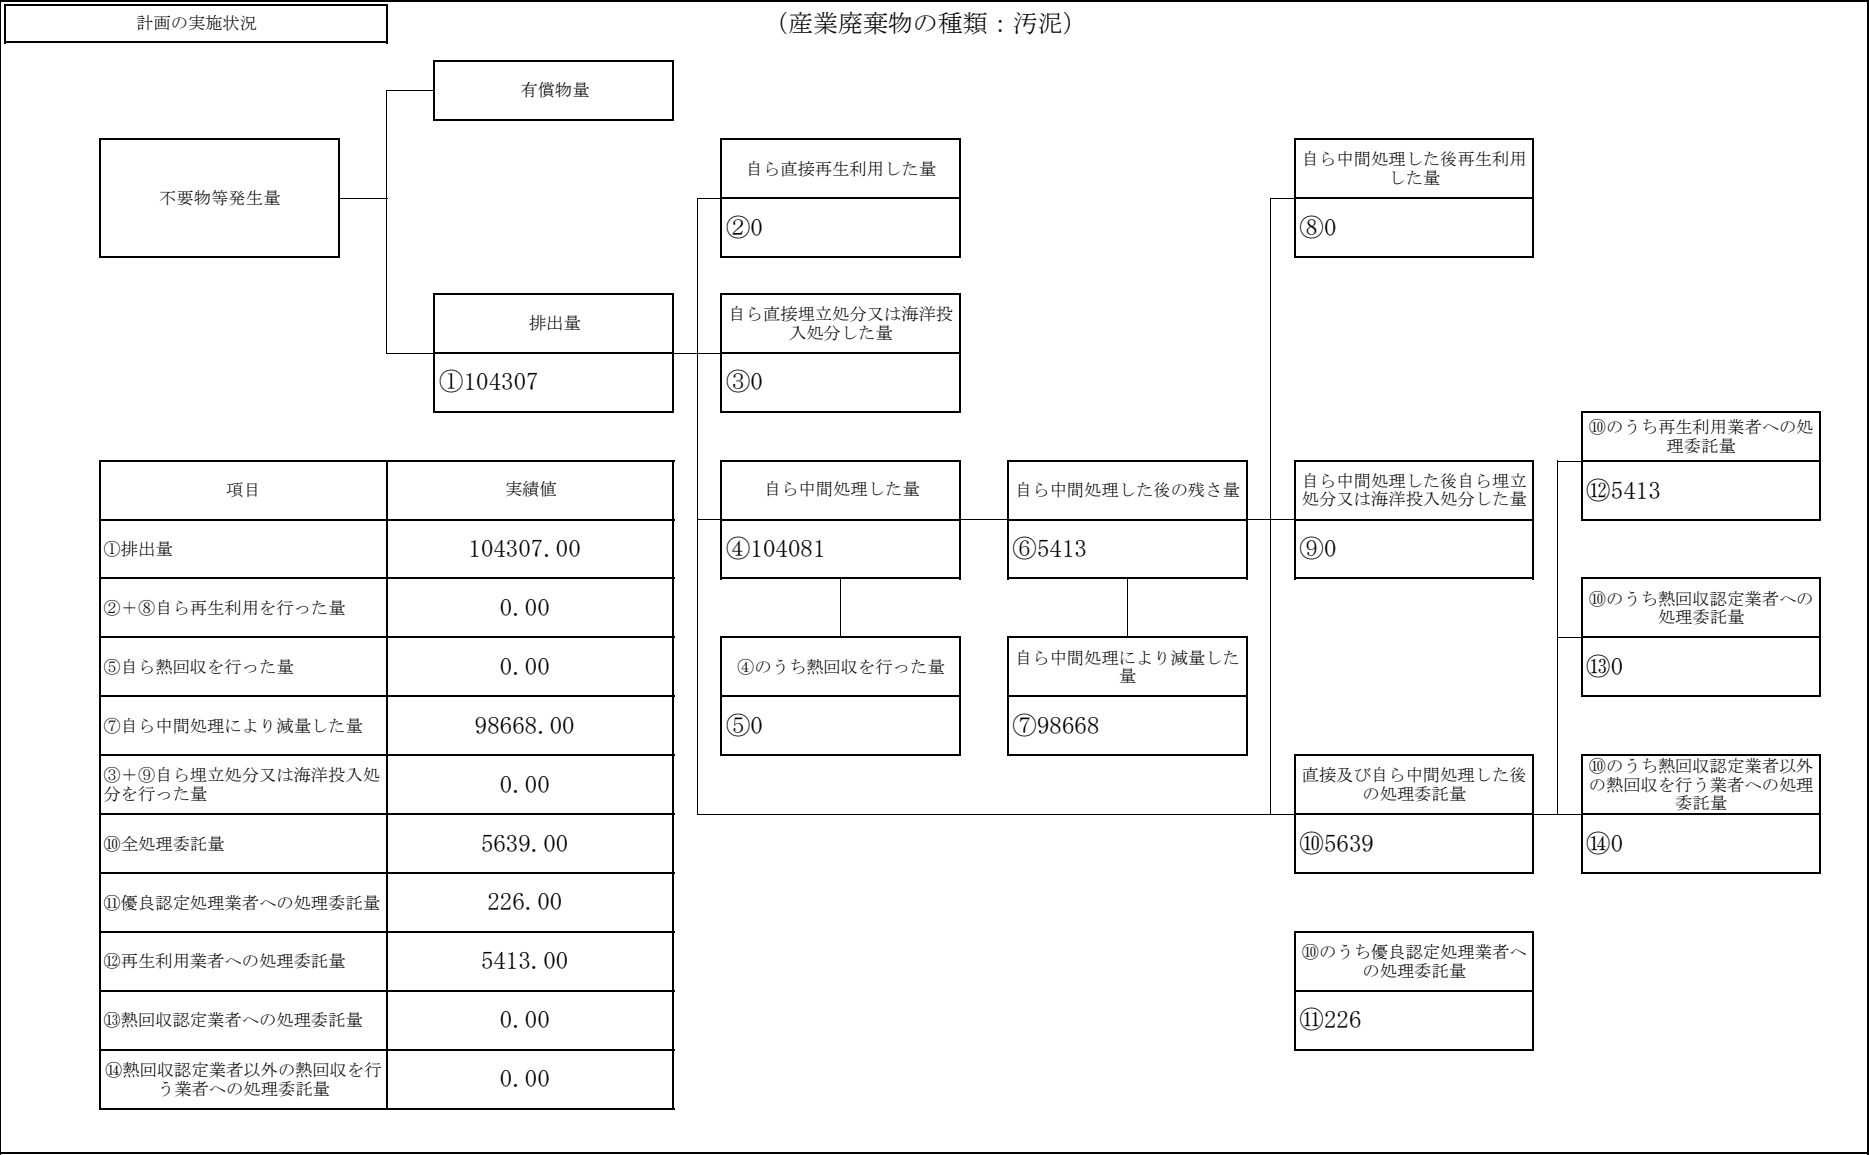 計画の実施状況
（産業廃棄物の種類：汚泥）
有償物量
不要物等発生量
自ら直接再生利用した量
②0
自ら中間処理した後再生利用
した量
⑧0
排出量
①104307
自ら直接埋立処分又は海洋投
入処分した量
③0
自ら中間処理した量
④104081
自ら中間処理した後の残さ量
⑥5413
自ら中間処理した後自ら埋立
処分又は海洋投入処分した量
⑨0
⑩のうち再生利用業者への処
理委託量
⑫5413
④のうち熱回収を行った量
⑤0
自ら中間処理により減量した
量
⑦98668
⑩のうち熱回収認定業者への
処理委託量
⑬0
直接及び自ら中間処理した後
の処理委託量
⑩5639
⑩のうち熱回収認定業者以外
の熱回収を行う業者への処理
委託量
⑭0
⑩のうち優良認定処理業者へ
の処理委託量
⑪226
項目 実績値
①排出量 104307.00
②＋⑧自ら再生利用を行った量 0.00
⑤自ら熱回収を行った量 0.00
⑦自ら中間処理により減量した量 98668.00
③＋⑨自ら埋立処分又は海洋投入処
分を行った量 0.00
⑩全処理委託量 5639.00
⑪優良認定処理業者への処理委託量 226.00
⑫再生利用業者への処理委託量 5413.00
⑬熱回収認定業者への処理委託量 0.00
⑭熱回収認定業者以外の熱回収を行
う業者への処理委託量 0.00